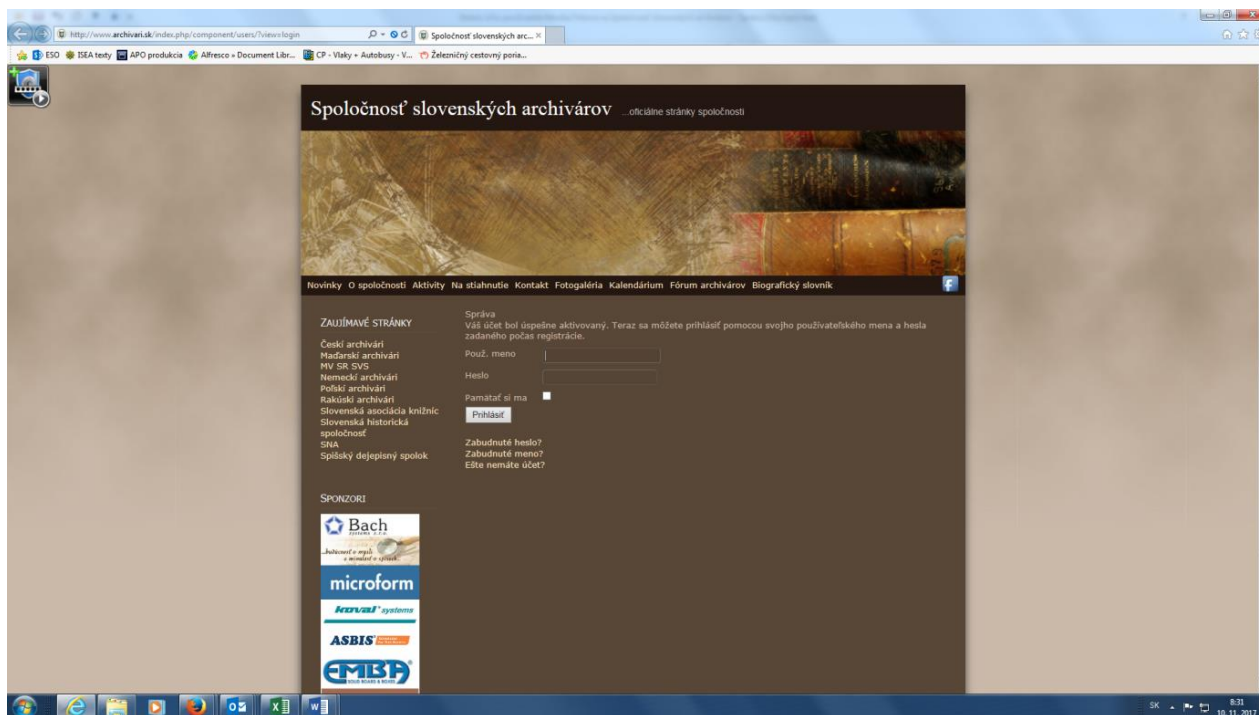 http://www.archivari.sk/index.php/component/users/?view=login
Spoločnosť slovenských arc...
ESO ISEA texty APO produkcia Alfresco » Document Libr... CP - Vlaky + Autobusy - V... Železničný cestovný poria...
Spoločnosť slovenských archivárov ...oficiálne stránky spoločnosti
Novinky O spoločnosti Aktivity Na stiahnutie Kontakt Fotogaléria Kalendárium Fórum archivárov Biografický slovník
ZAUJÍMAVÉ STRÁNKY
Českí archivári
Maďarskí archivári
MV SR SVS
Nemeckí archivári
Poľskí archivári
Rakúski archivári
Slovenská asociácia knižníc
Slovenská historická
spoločnosť
SNA
Spišský dejepisný spolok
SPONZORI
Bach
systems s.r.o.
microform
koval systems
ASBIS
EMBA
Správa
Váš účet bol úspešne aktivovaný. Teraz sa môžete prihlásiť pomocou svojho používateľského mena a hesla
zadaného počas registrácie.
Použ. meno
Heslo
Pamätať si ma
Prihlásiť
Zabudnuté heslo?
Zabudnuté meno?
Ešte nemáte účet?
SK
8:31
10. 11. 2017